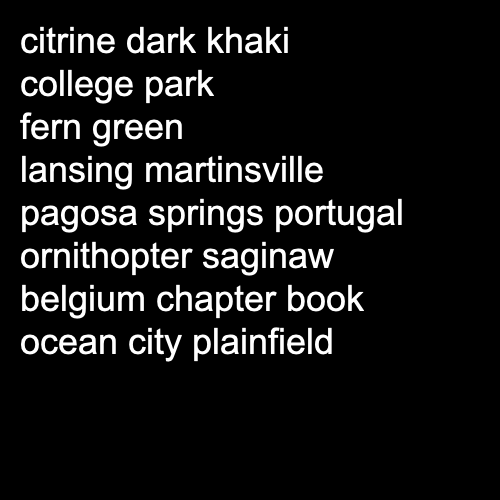 citrine dark khaki
college park
fern green
lansing martinsville
pagosa springs portugal
ornithopter saginaw
belgium chapter book
ocean city plainfield